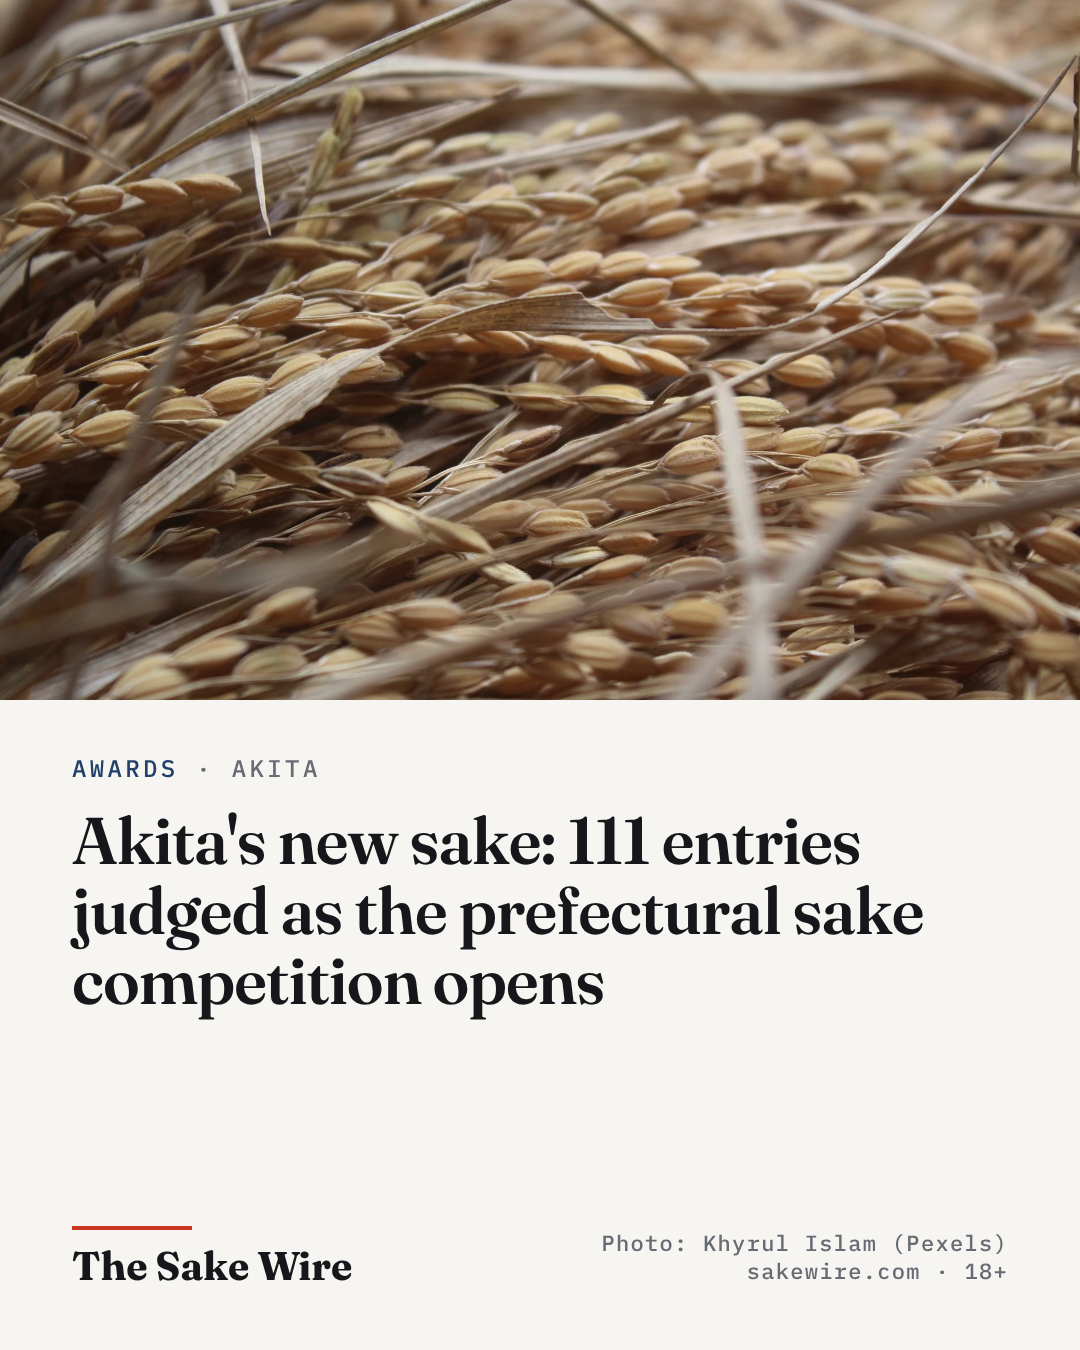 AWARDS · AKITA
Akita's new sake: 111 entries
judged as the prefectural sake
competition opens
The Sake Wire
Photo: Khyrul Islam (Pexels)
sakewire.com · 18+